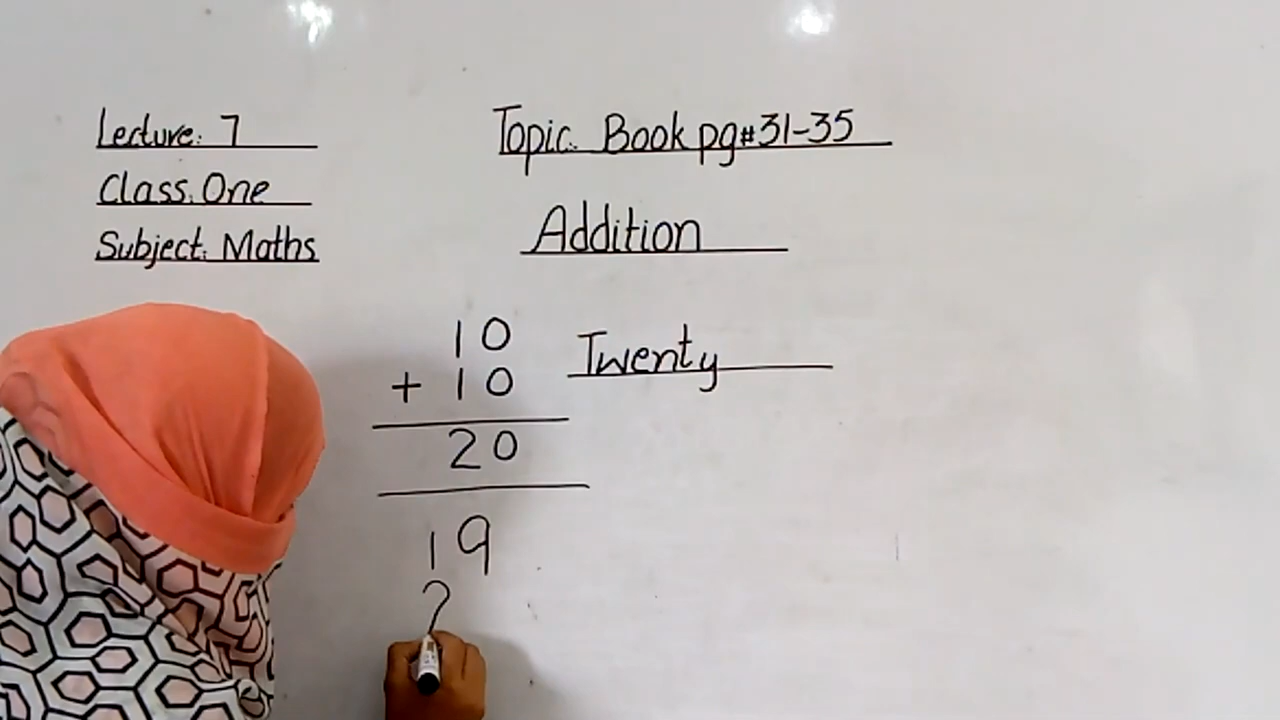 Lecture: 7
Class: One
Subject: Maths
Topic: Book pg#31-35
Addition
10
+ 10
20
Twenty
19